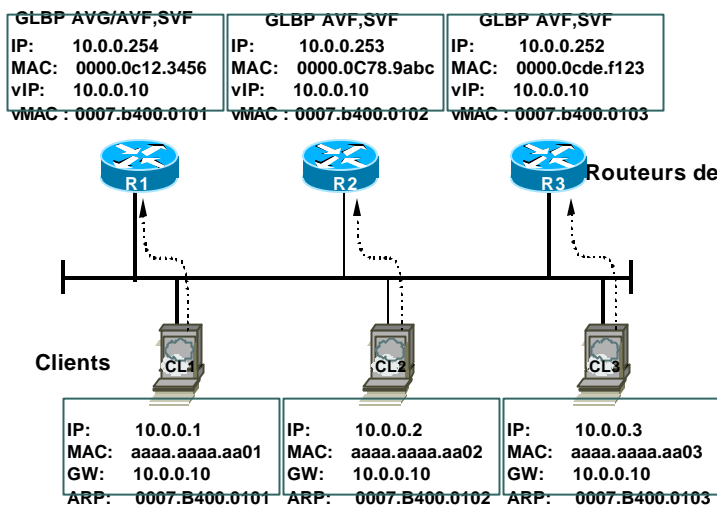 GLBP AVG/AVF,SVF
IP: 10.0.0.254
MAC: 0000.0c12.3456
vIP: 10.0.0.10
vMAC : 0007.b400.0101
GLBP AVF,SVF
IP: 10.0.0.253
MAC: 0000.0C78.9abc
vIP: 10.0.0.10
vMAC : 0007.b400.0102
GLBP AVF,SVF
IP: 10.0.0.252
MAC: 0000.0cde.f123
vIP: 10.0.0.10
vMAC : 0007.b400.0103
R1
R2
R3
Routeurs de
Clients
CL1
CL2
CL3
IP: 10.0.0.1
MAC: aaaa.aaaa.aa01
GW: 10.0.0.10
ARP: 0007.B400.0101
IP: 10.0.0.2
MAC: aaaa.aaaa.aa02
GW: 10.0.0.10
ARP: 0007.B400.0102
IP: 10.0.0.3
MAC: aaaa.aaaa.aa03
GW: 10.0.0.10
ARP: 0007.B400.0103